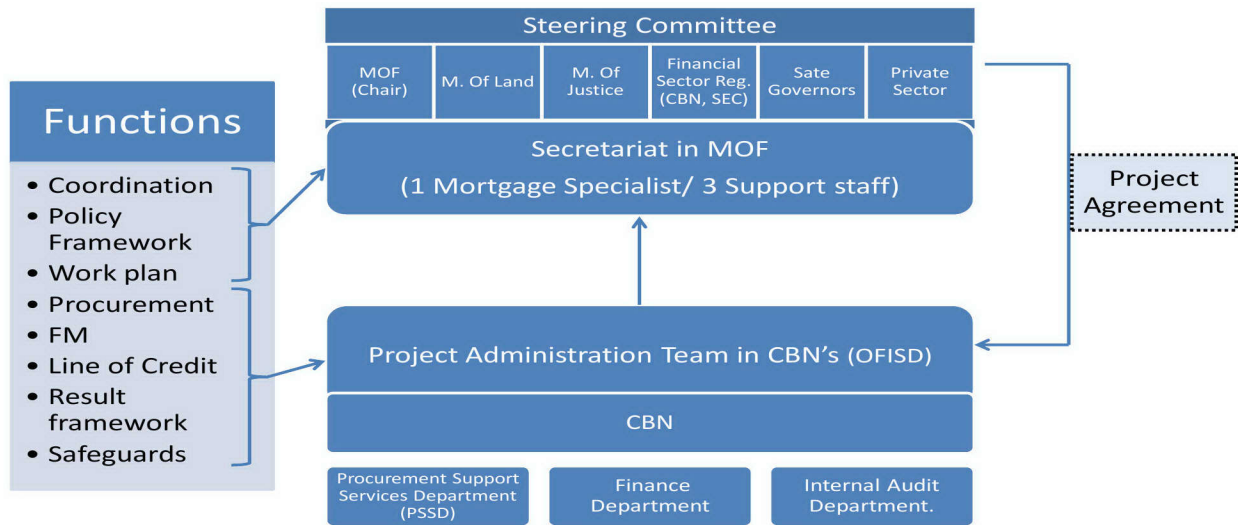 Steering Committee
MOF
(Chair)
M. Of Land
M. Of
Justice
Financial
Sector Reg.
(CBN, SEC)
Sate
Governors
Private
Sector
Functions
• Coordination
• Policy
Framework
• Work plan
• Procurement
• FM
• Line of Credit
• Result
framework
• Safeguards
Secretariat in MOF
(1 Mortgage Specialist/ 3 Support staff)
Project
Agreement
Project Administration Team in CBN's (OFISD)
CBN
Procurement Support
Services Department
(PSSD)
Finance
Department
Internal Audit
Department.